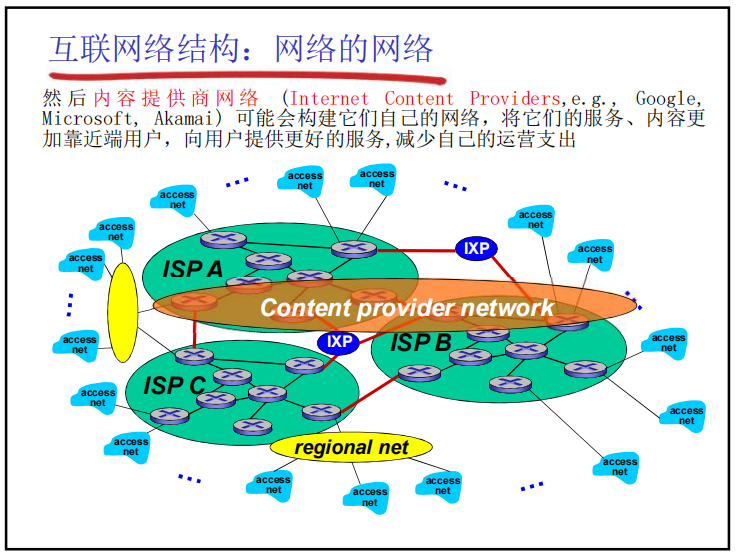 互联网络结构：网络的网络
然后内容提供商网络 (Internet Content Providers,e.g., Google,
Microsoft, Akamai) 可能会构建它们自己的网络，将它们的服务、内容更
加靠近端用户，向用户提供更好的服务,减少自己的运营支出
access
net
access
net
access
net
access
net
access
net
access
net
access
net
IXP
ISP A
Content provider network
IXP
ISP B
access
net
access
net
ISP C
access
net
access
net
access
net
regional net
access
net
access
net
access
net
access
net